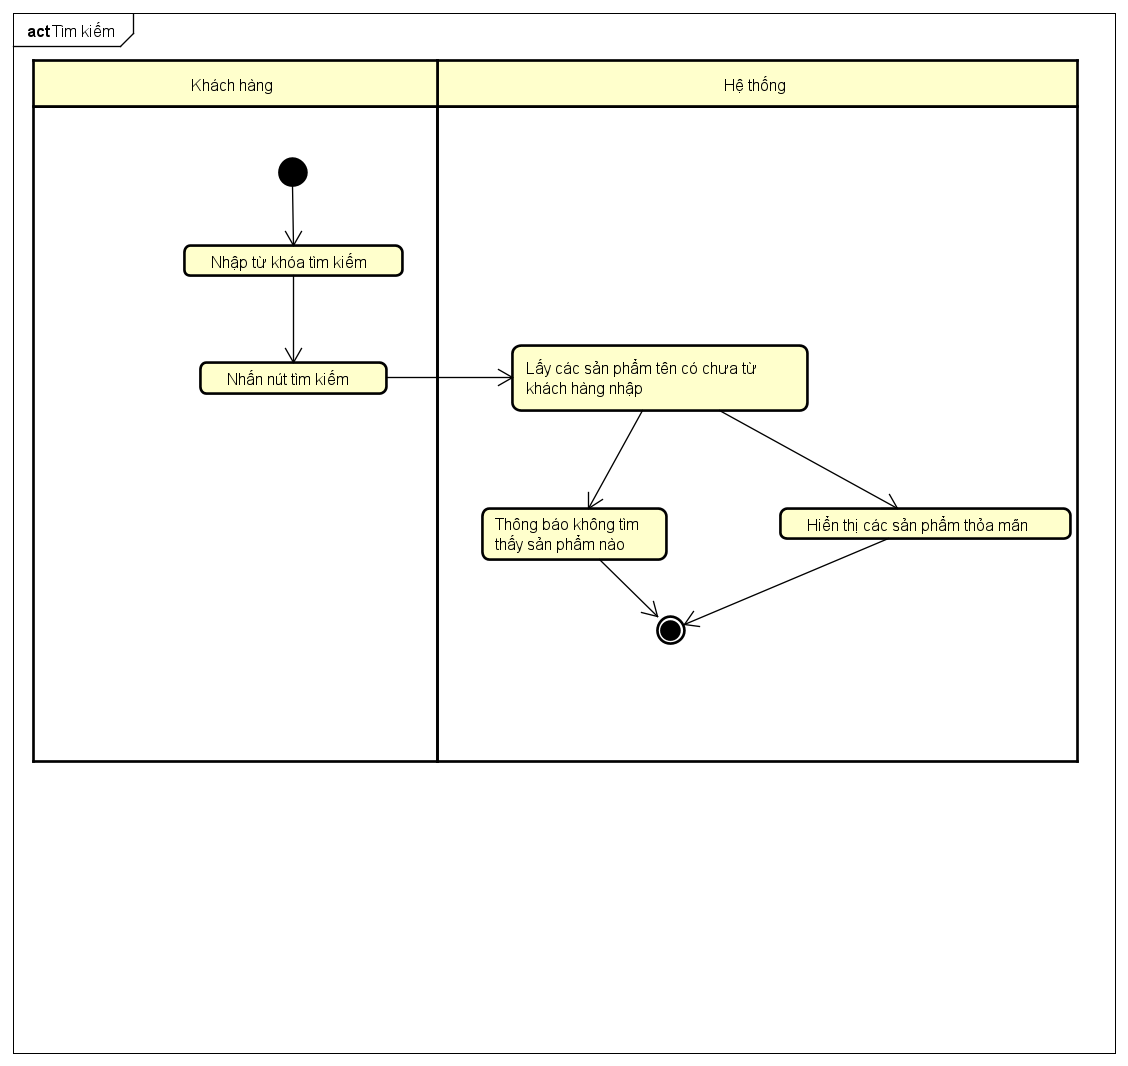 act Tìm kiếm
Khách hàng
Hệ thống
Nhập từ khóa tìm kiếm
Nhấn nút tìm kiếm
Lấy các sản phẩm tên có chưa từ
khách hàng nhập
Thông báo không tìm
thấy sản phẩm nào
Hiển thị các sản phẩm thỏa mãn